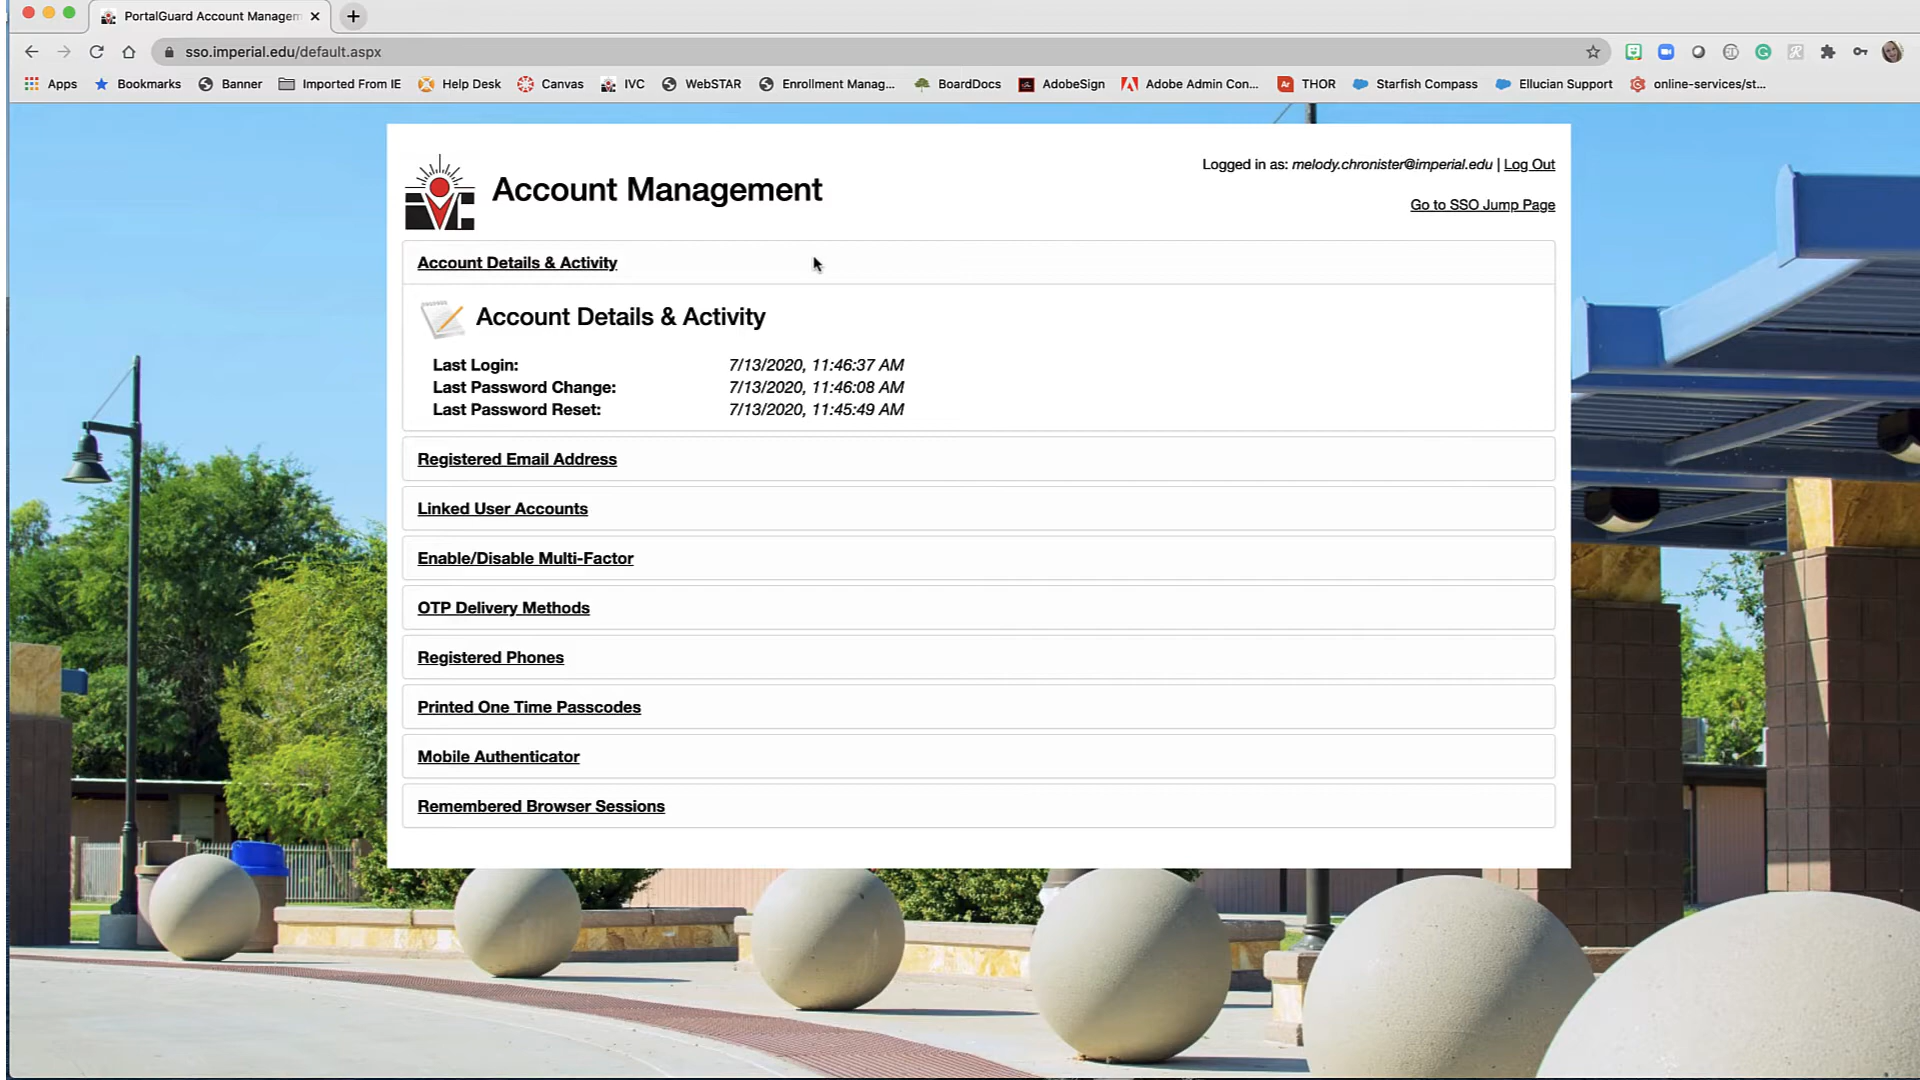 PortalGuard Account Managem
sso.imperial.edu/default.aspx
Apps Bookmarks Banner Imported From IE Help Desk Canvas IVC WebSTAR Enrollment Manag... BoardDocs AdobeSign Adobe Admin Con... THOR Starfish Compass Ellucian Support online-services/st...
Logged in as: melody.chronister@imperial.edu | Log Out
IVC Account Management
Go to SSO Jump Page
Account Details & Activity
Account Details & Activity
Last Login: 7/13/2020, 11:46:37 AM
Last Password Change: 7/13/2020, 11:46:08 AM
Last Password Reset: 7/13/2020, 11:45:49 AM
Registered Email Address
Linked User Accounts
Enable/Disable Multi-Factor
OTP Delivery Methods
Registered Phones
Printed One Time Passcodes
Mobile Authenticator
Remembered Browser Sessions